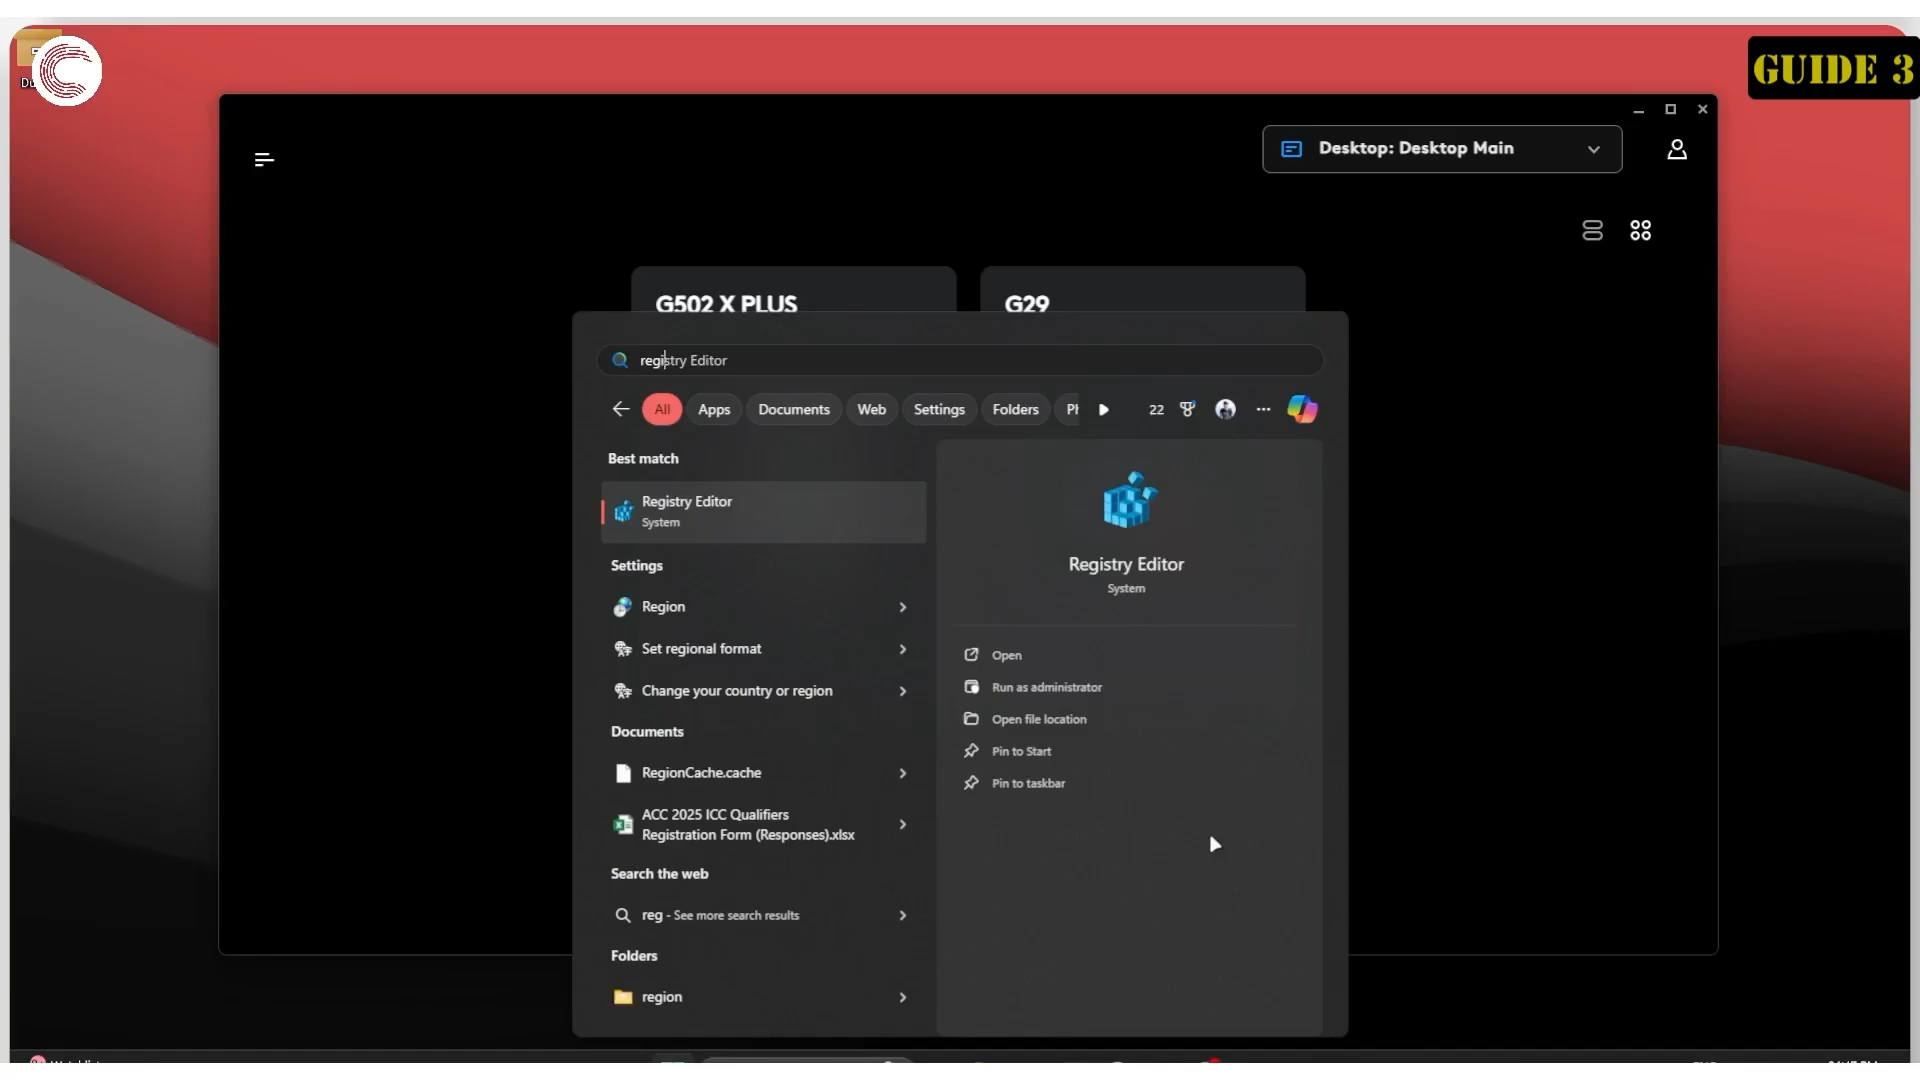 GUIDE 3
Desktop: Desktop Main
G502 X PLUS
G29
registry Editor
All
Apps
Documents
Web
Settings
Folders
22
Best match
Registry Editor
System
Settings
Region
Set regional format
Change your country or region
Documents
RegionCache.cache
ACC 2025 ICC Qualifiers
Registration Form (Responses).xlsx
Search the web
reg - See more search results
Folders
region
Registry Editor
System
Open
Run as administrator
Open file location
Pin to Start
Pin to taskbar